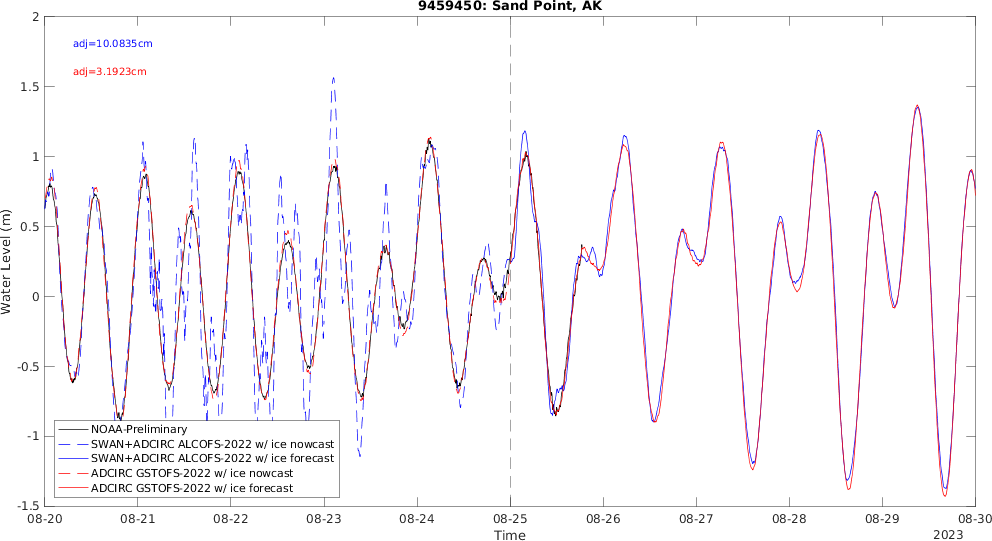 9459450: Sand Point, AK
2
adj=10.0835cm
adj=3.1923cm
1.5
1
0.5
0
-0.5
-1
-1.5
Water Level (m)
NOAA-Preliminary
SWAN+ADCIRC ALCOFS-2022 w/ ice nowcast
SWAN+ADCIRC ALCOFS-2022 w/ ice forecast
ADCIRC GSTOFS-2022 w/ ice nowcast
ADCIRC GSTOFS-2022 w/ ice forecast
08-20 08-21 08-22 08-23 08-24 08-25 08-26 08-27 08-28 08-29 08-30
Time
2023